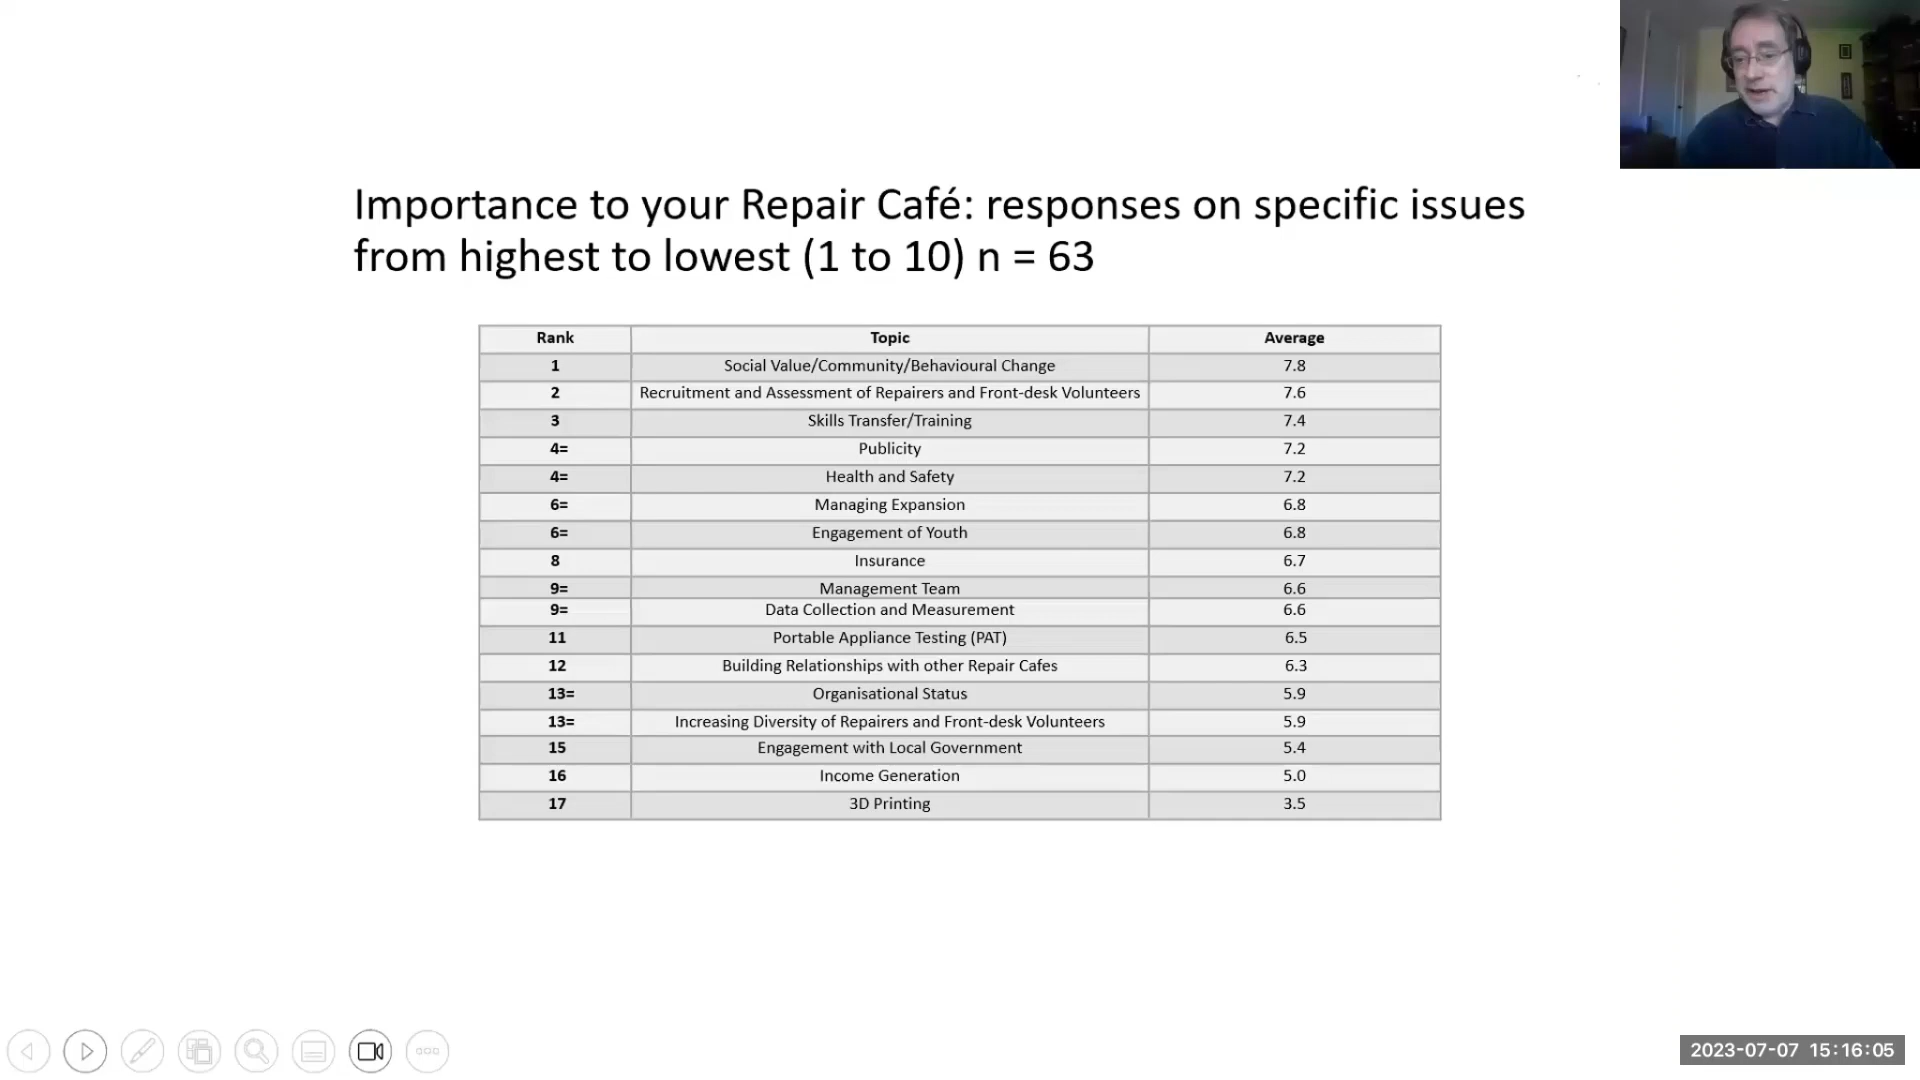 Importance to your Repair Café: responses on specific issues
from highest to lowest (1 to 10) n = 63
Rank Topic Average
1 Social Value/Community/Behavioural Change 7.8
2 Recruitment and Assessment of Repairers and Front-desk Volunteers 7.6
3 Skills Transfer/Training 7.4
4= Publicity 7.2
4= Health and Safety 7.2
6= Managing Expansion 6.8
6= Engagement of Youth 6.8
8 Insurance 6.7
9= Management Team 6.6
9= Data Collection and Measurement 6.6
11 Portable Appliance Testing (PAT) 6.5
12 Building Relationships with other Repair Cafes 6.3
13= Organisational Status 5.9
13= Increasing Diversity of Repairers and Front-desk Volunteers 5.9
15 Engagement with Local Government 5.4
16 Income Generation 5.0
17 3D Printing 3.5
2023-07-07 15:16:05